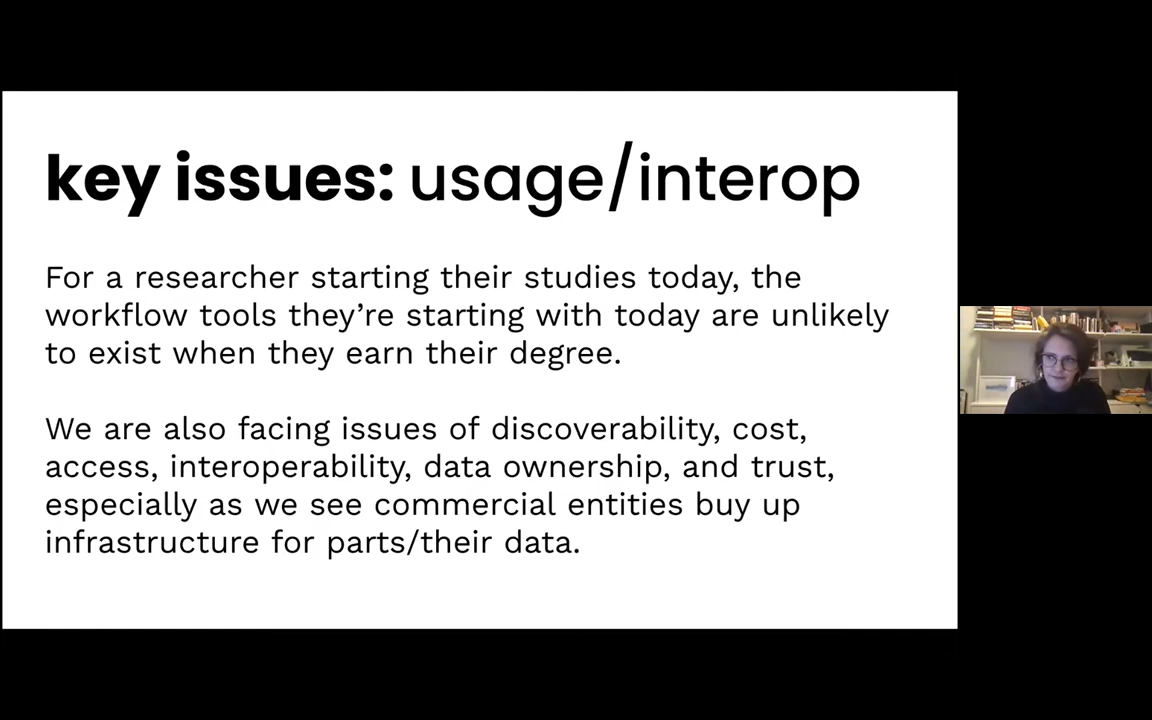 key issues: usage/interop
For a researcher starting their studies today, the
workflow tools they’re starting with today are unlikely
to exist when they earn their degree.
We are also facing issues of discoverability, cost,
access, interoperability, data ownership, and trust,
especially as we see commercial entities buy up
infrastructure for parts/their data.